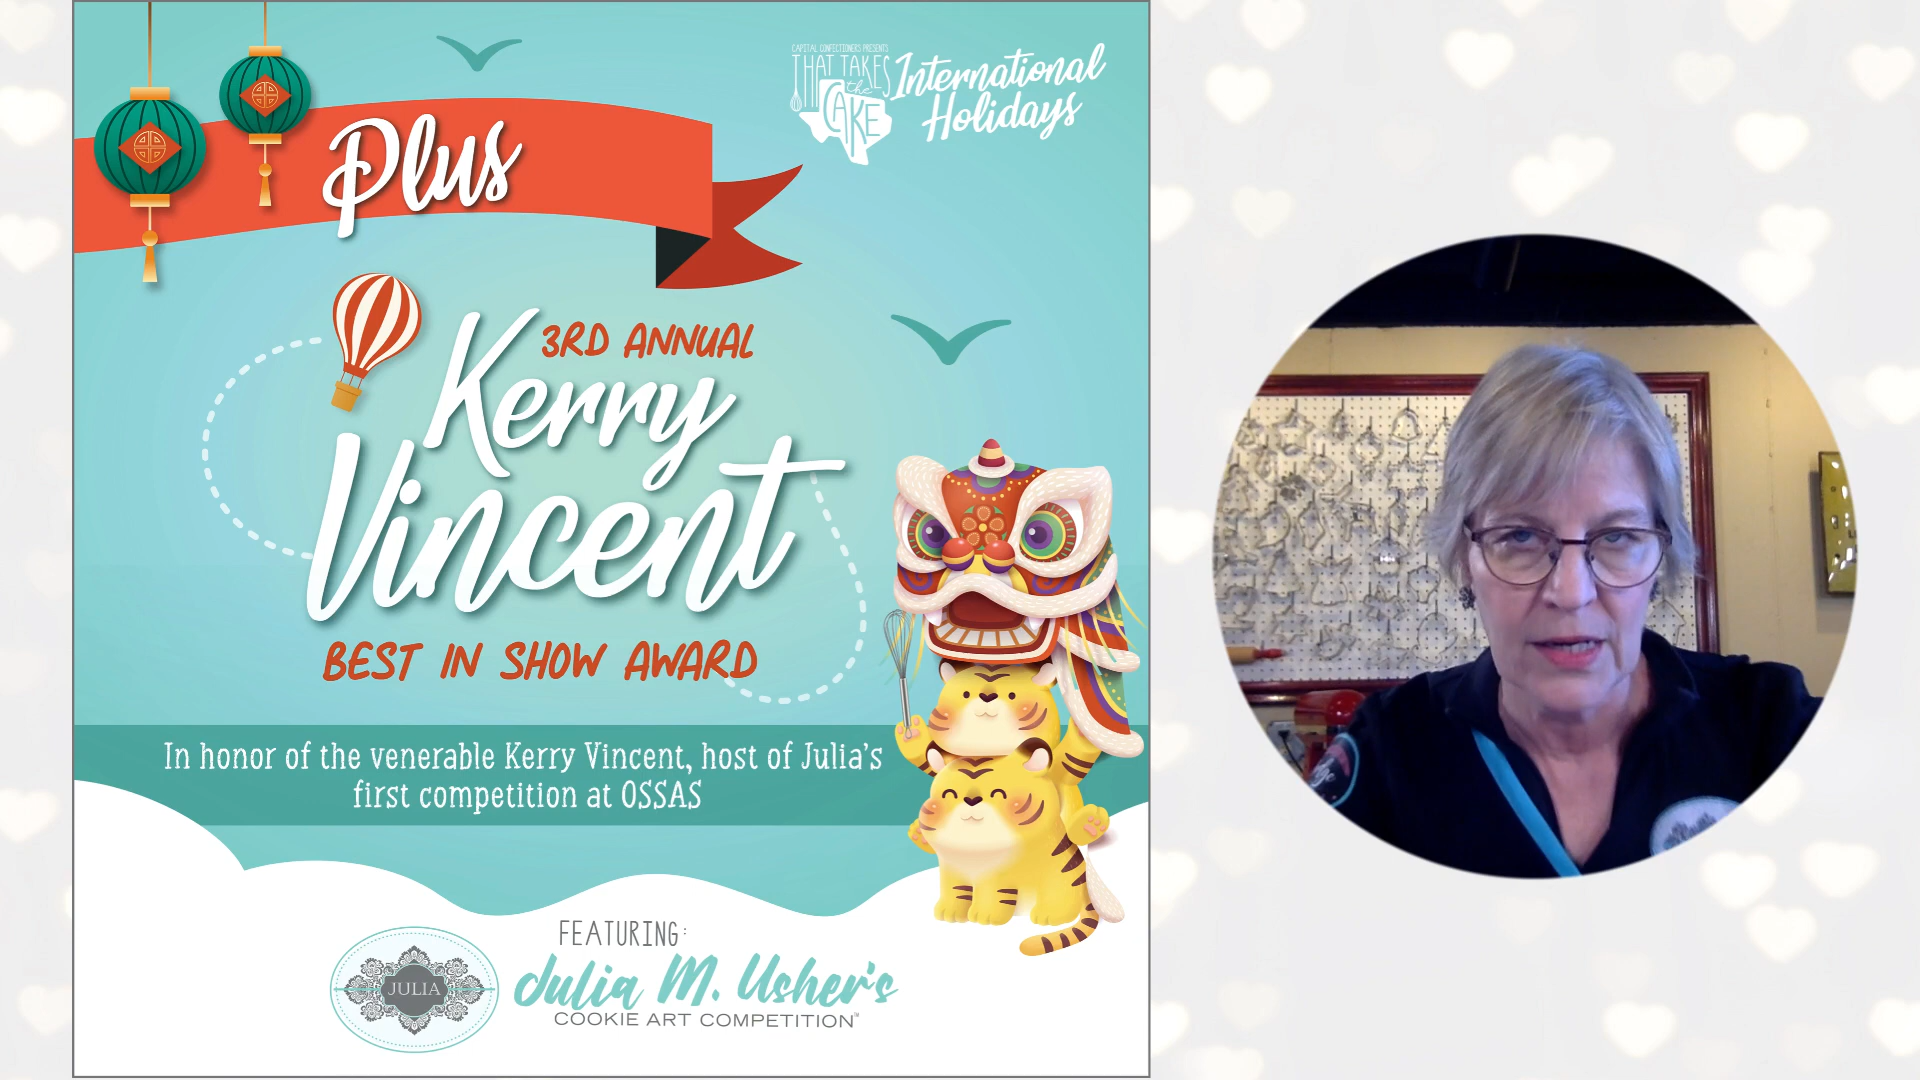 CAPITAL CONFECTIONERS PRESENTS
THAT TAKES
the
CAKE
International
Holidays
Plus
3RD ANNUAL
Kerry
Vincent
BEST IN SHOW AWARD
In honor of the venerable Kerry Vincent, host of Julia's
first competition at OSSAS
FEATURING:
JULIA
Julia M. Usher's
COOKIE ART COMPETITION™